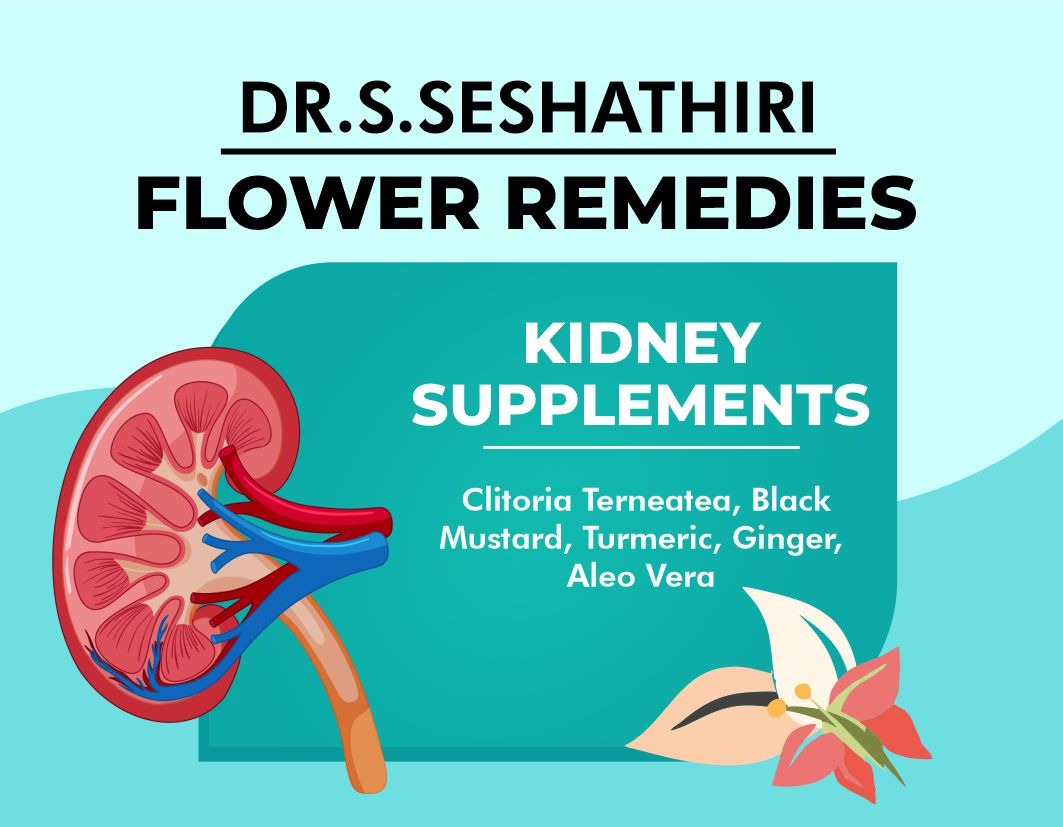 DR.S.SESHATHIRI
FLOWER REMEDIES
KIDNEY
SUPPLEMENTS
Clitoria Terneatea, Black
Mustard, Turmeric, Ginger,
Aleo Vera